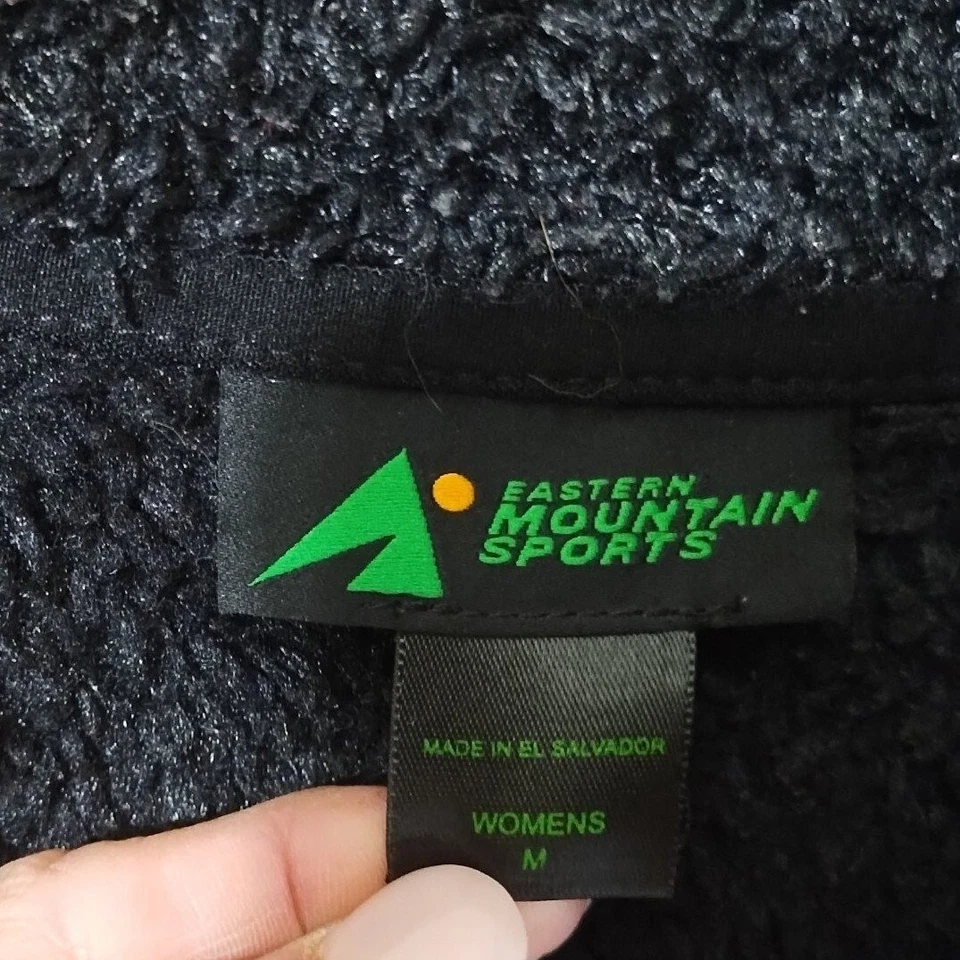 EASTERN
MOUNTAIN
SPORTS
MADE IN EL SALVADOR
WOMENS
M